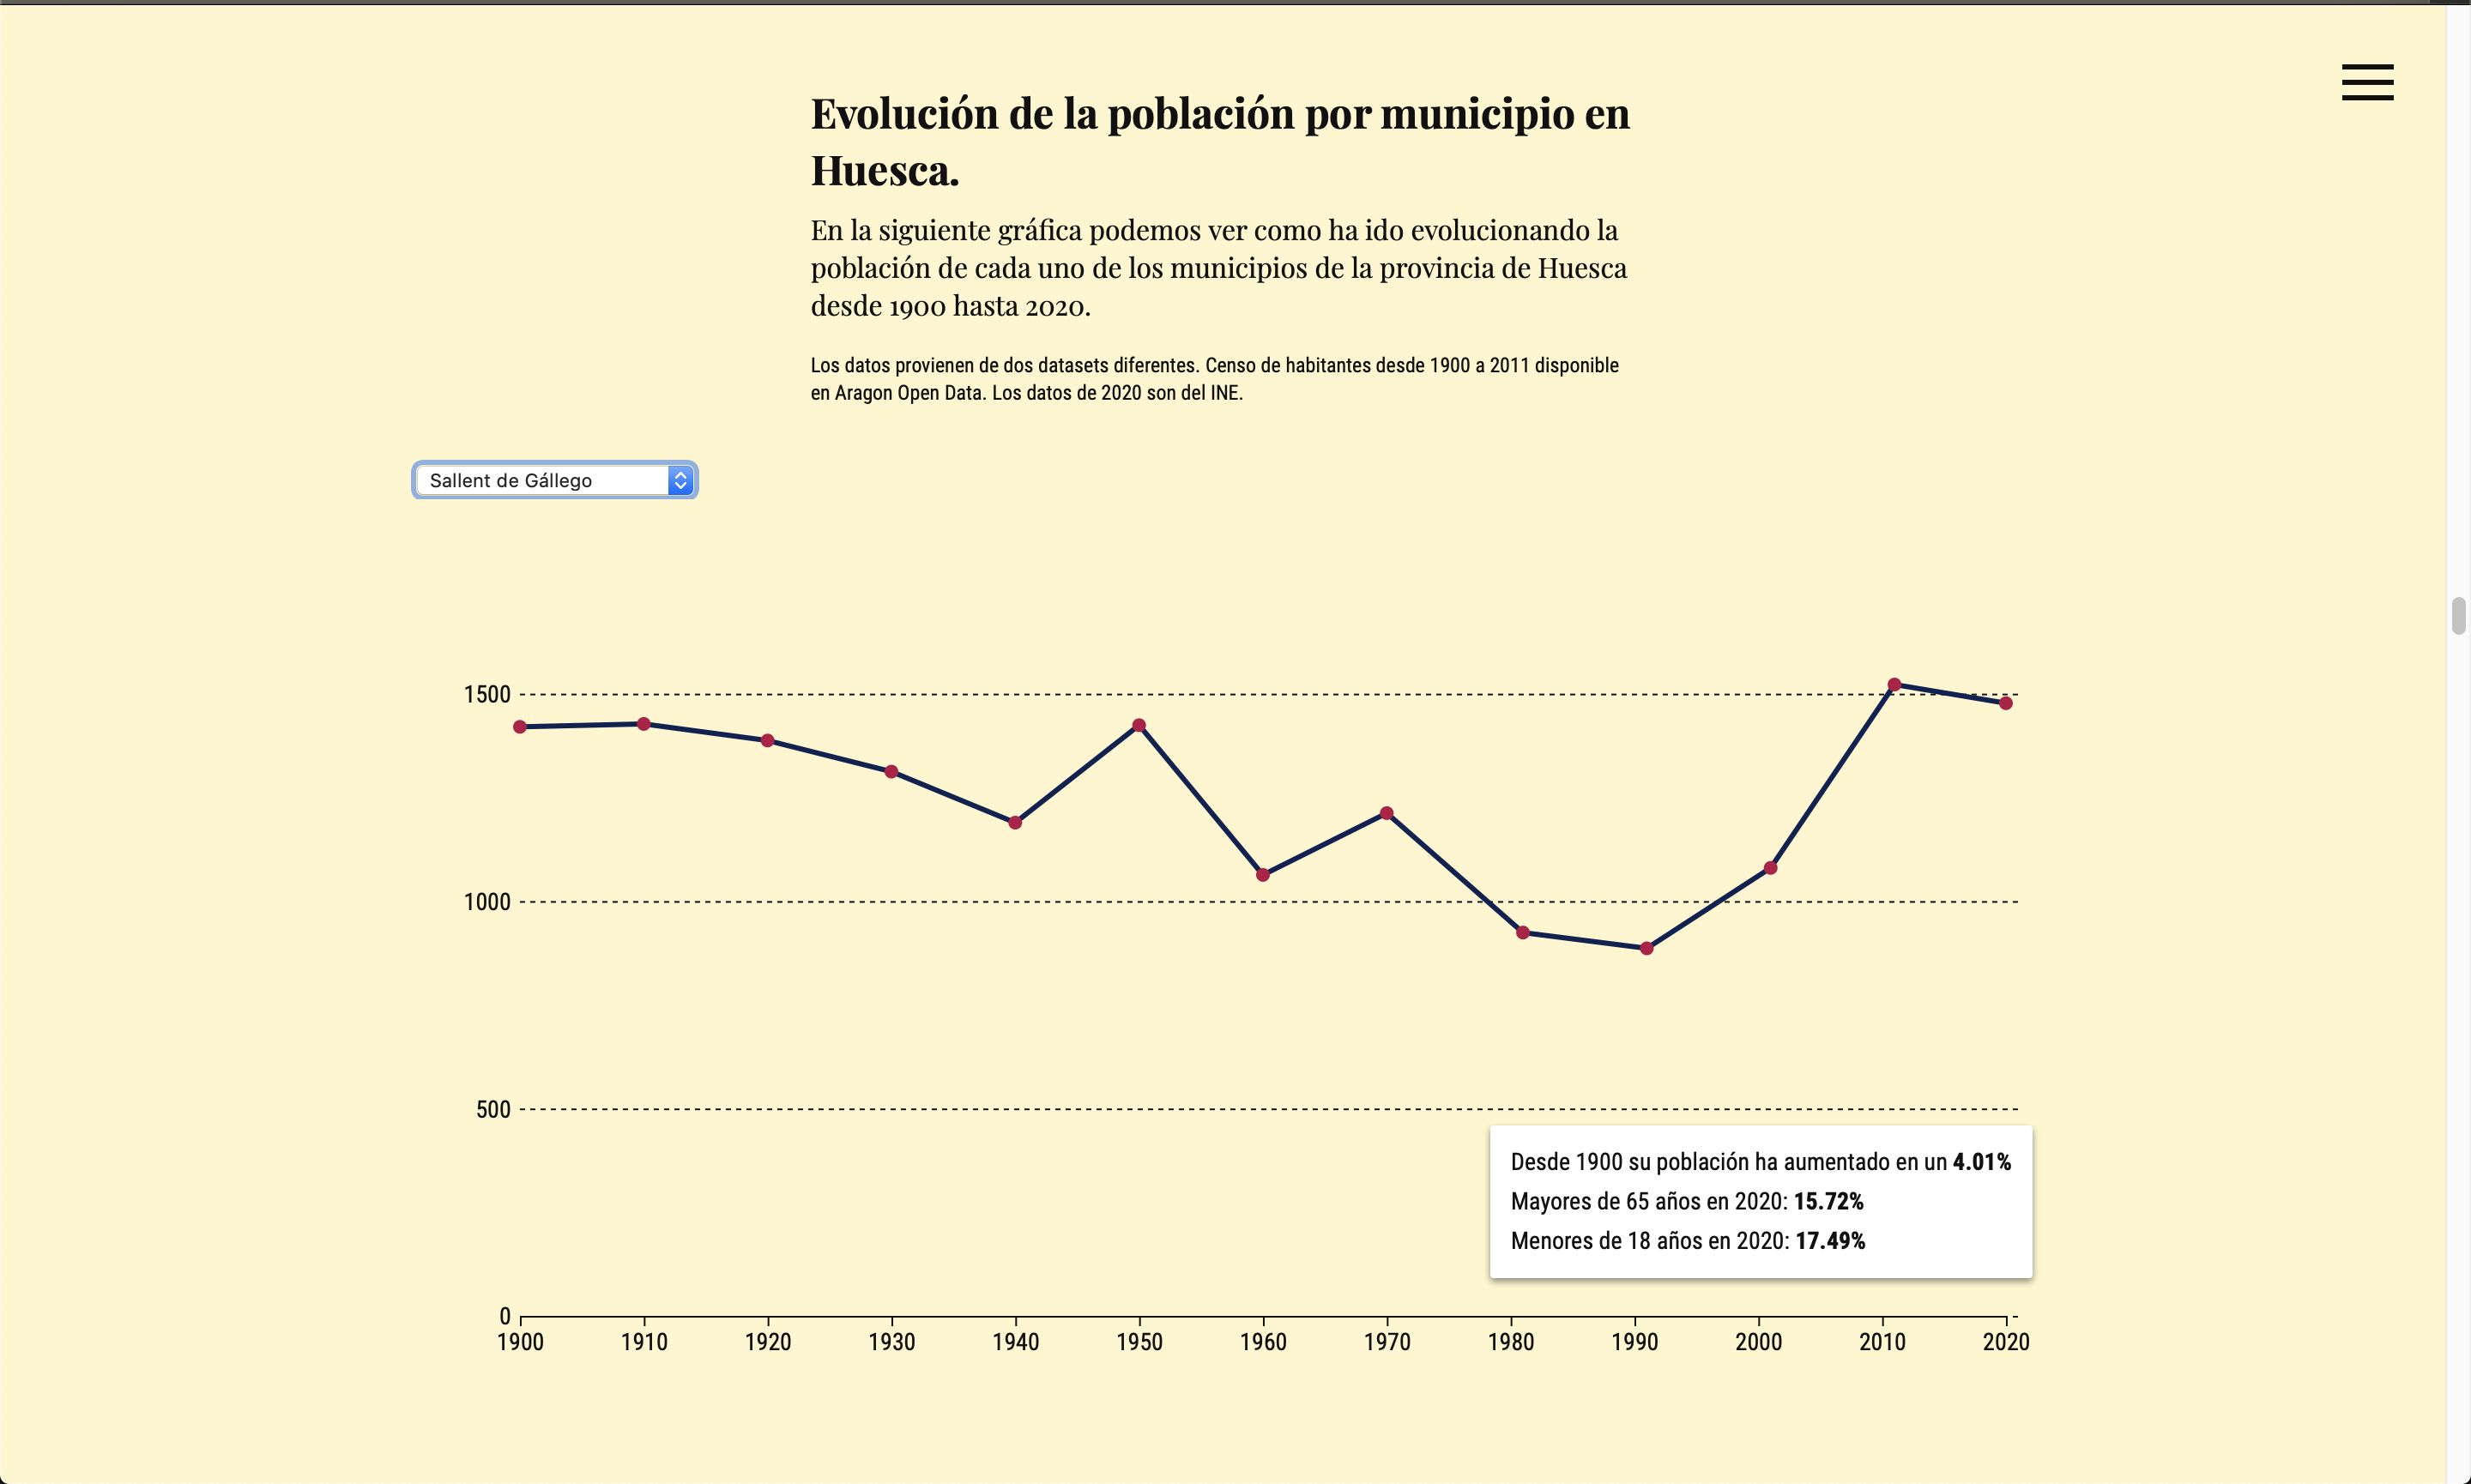 Evolución de la población por municipio en
Huesca.
En la siguiente gráfica podemos ver como ha ido evolucionando la
población de cada uno de los municipios de la provincia de Huesca
desde 1900 hasta 2020.
Los datos provienen de dos datasets diferentes. Censo de habitantes desde 1900 a 2011 disponible
en Aragon Open Data. Los datos de 2020 son del INE.
Sallent de Gállego
1500
1000
500
Desde 1900 su población ha aumentado en un 4.01%
Mayores de 65 años en 2020: 15.72%
Menores de 18 años en 2020: 17.49%
0
1900 1910 1920 1930 1940 1950 1960 1970 1980 1990 2000 2010 2020